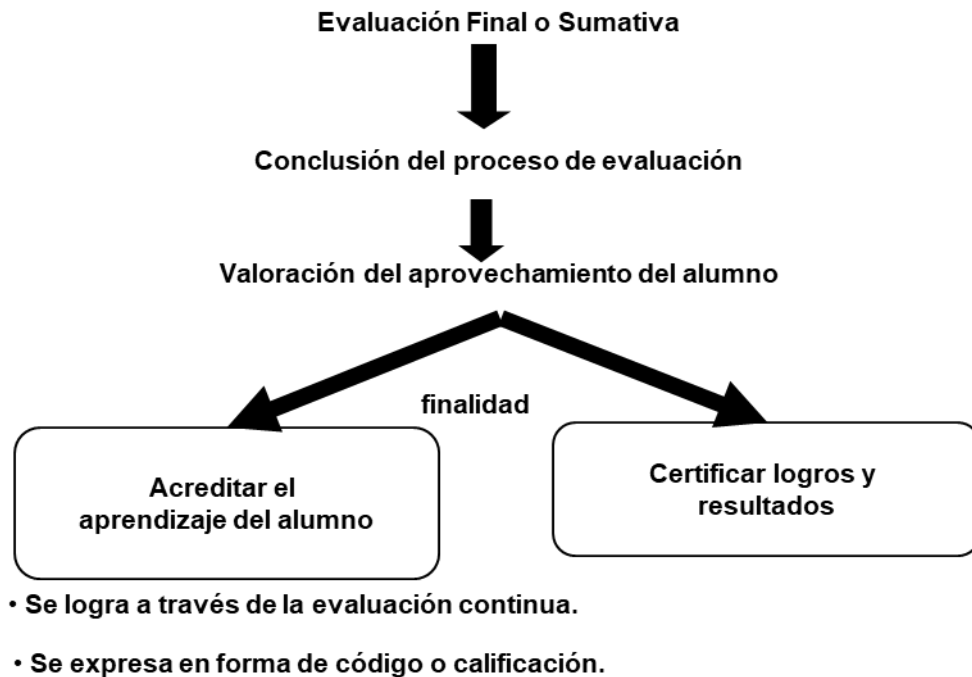 Evaluación Final o Sumativa
Conclusión del proceso de evaluación
Valoración del aprovechamiento del alumno
finalidad
Acreditar el
aprendizaje del alumno
Certificar logros y
resultados
• Se logra a través de la evaluación continua.
• Se expresa en forma de código o calificación.